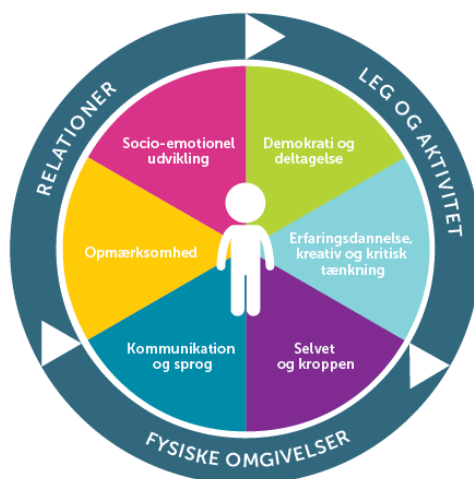 RELATIONER
LEG OG AKTIVITET
Socio-emotionel
udvikling
Demokrati og
deltagelse
Opmærksomhed
Erfaringsdannelse,
kreativ og kritisk
tænkning
Kommunikation
og sprog
Selvet
og kroppen
FYSISKE OMGIVELSER